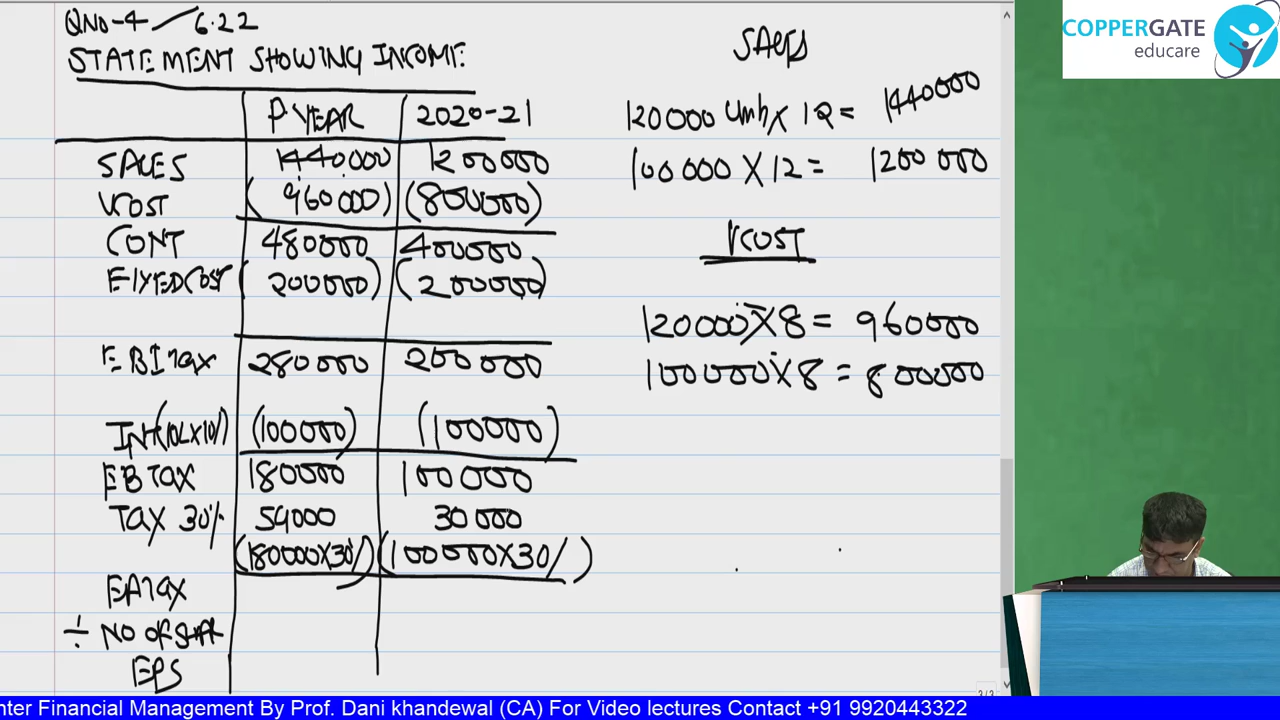 QNO-4 / 6.22
STATEMENT SHOWING INCOME
P YEAR 2020-21
SALES 1440000 1200000
VCOST (960000) (800000)
CONT 480000 400000
FIXED COST (200000) (200000)
EBITAX 280000 200000
INT (10L X 10%) (100000) (100000)
EBTAX 180000 100000
TAX 30% 54000 30000
(180000X30%) (100000X30%)
EATAX
÷ NO OF
EPS
SALES
120000 X 12 = 1440000
100000 X 12 = 1200000
VCOST
120000 X 8 = 960000
100000 X 8 = 800000
COPPERGATE
educare
nter Financial Management By Prof. Dani khandewal (CA) For Video lectures Contact +91 9920443322